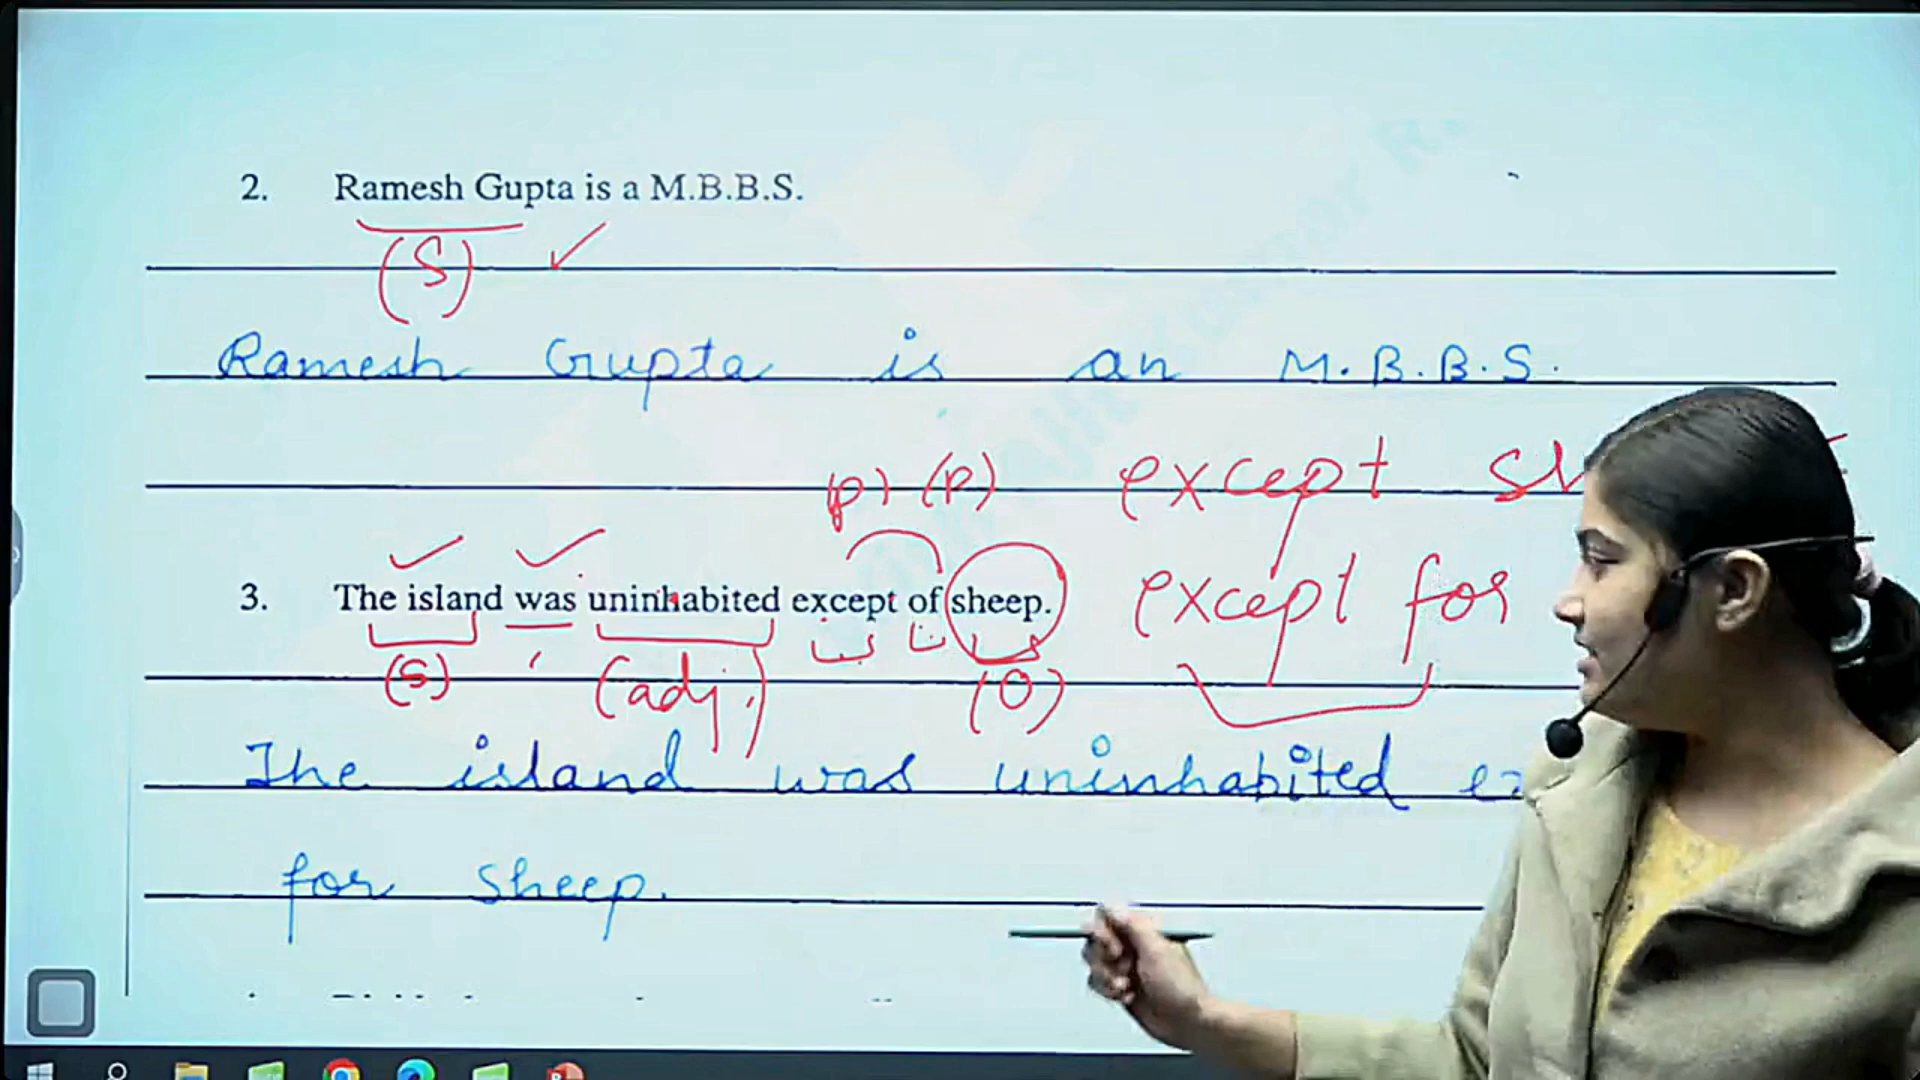 2. Ramesh Gupta is a M.B.B.S.
(S)
Ramesh Gupta is an M.B.B.S.
(P) (P) except
3. The island was uninhabited except of sheep. except for
(S) (adj.) (O)
The island was uninhabited
for sheep.